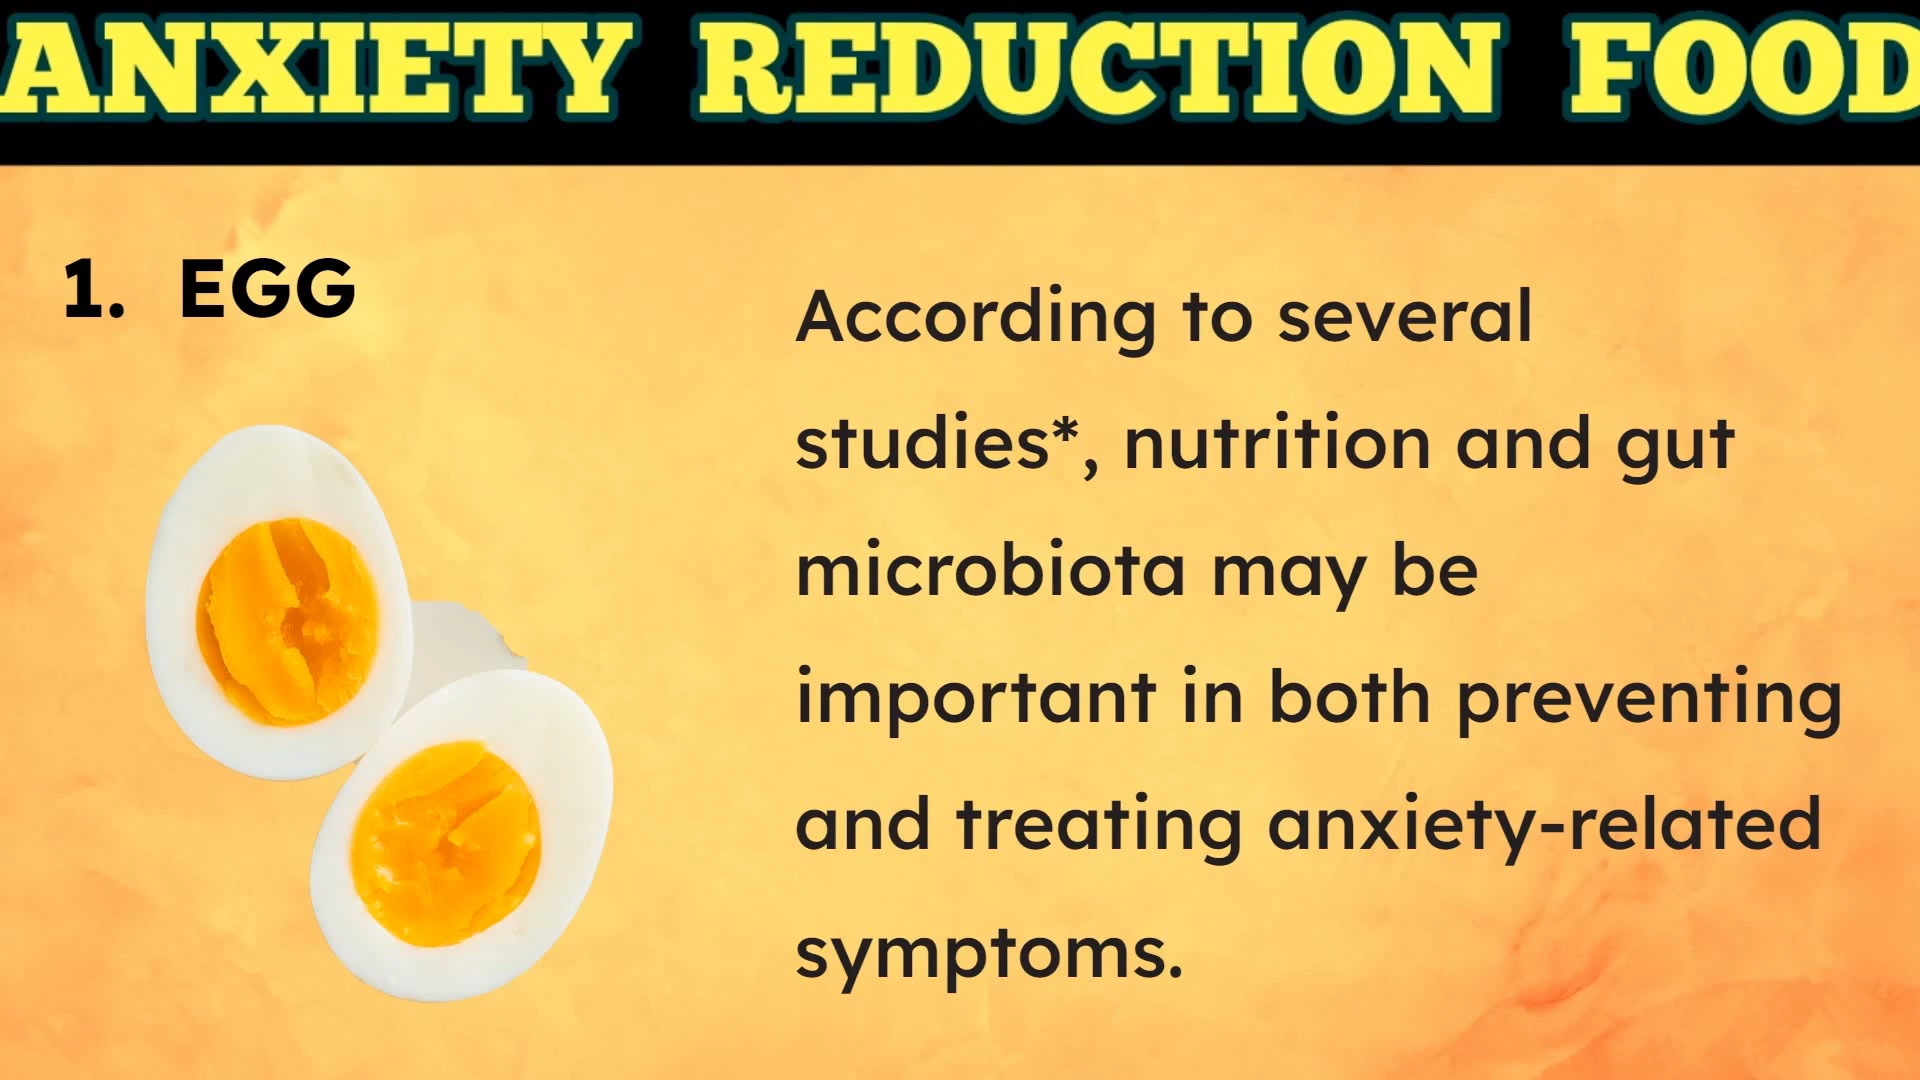 ANXIETY REDUCTION FOOD
1. EGG
According to several
studies*, nutrition and gut
microbiota may be
important in both preventing
and treating anxiety-related
symptoms.